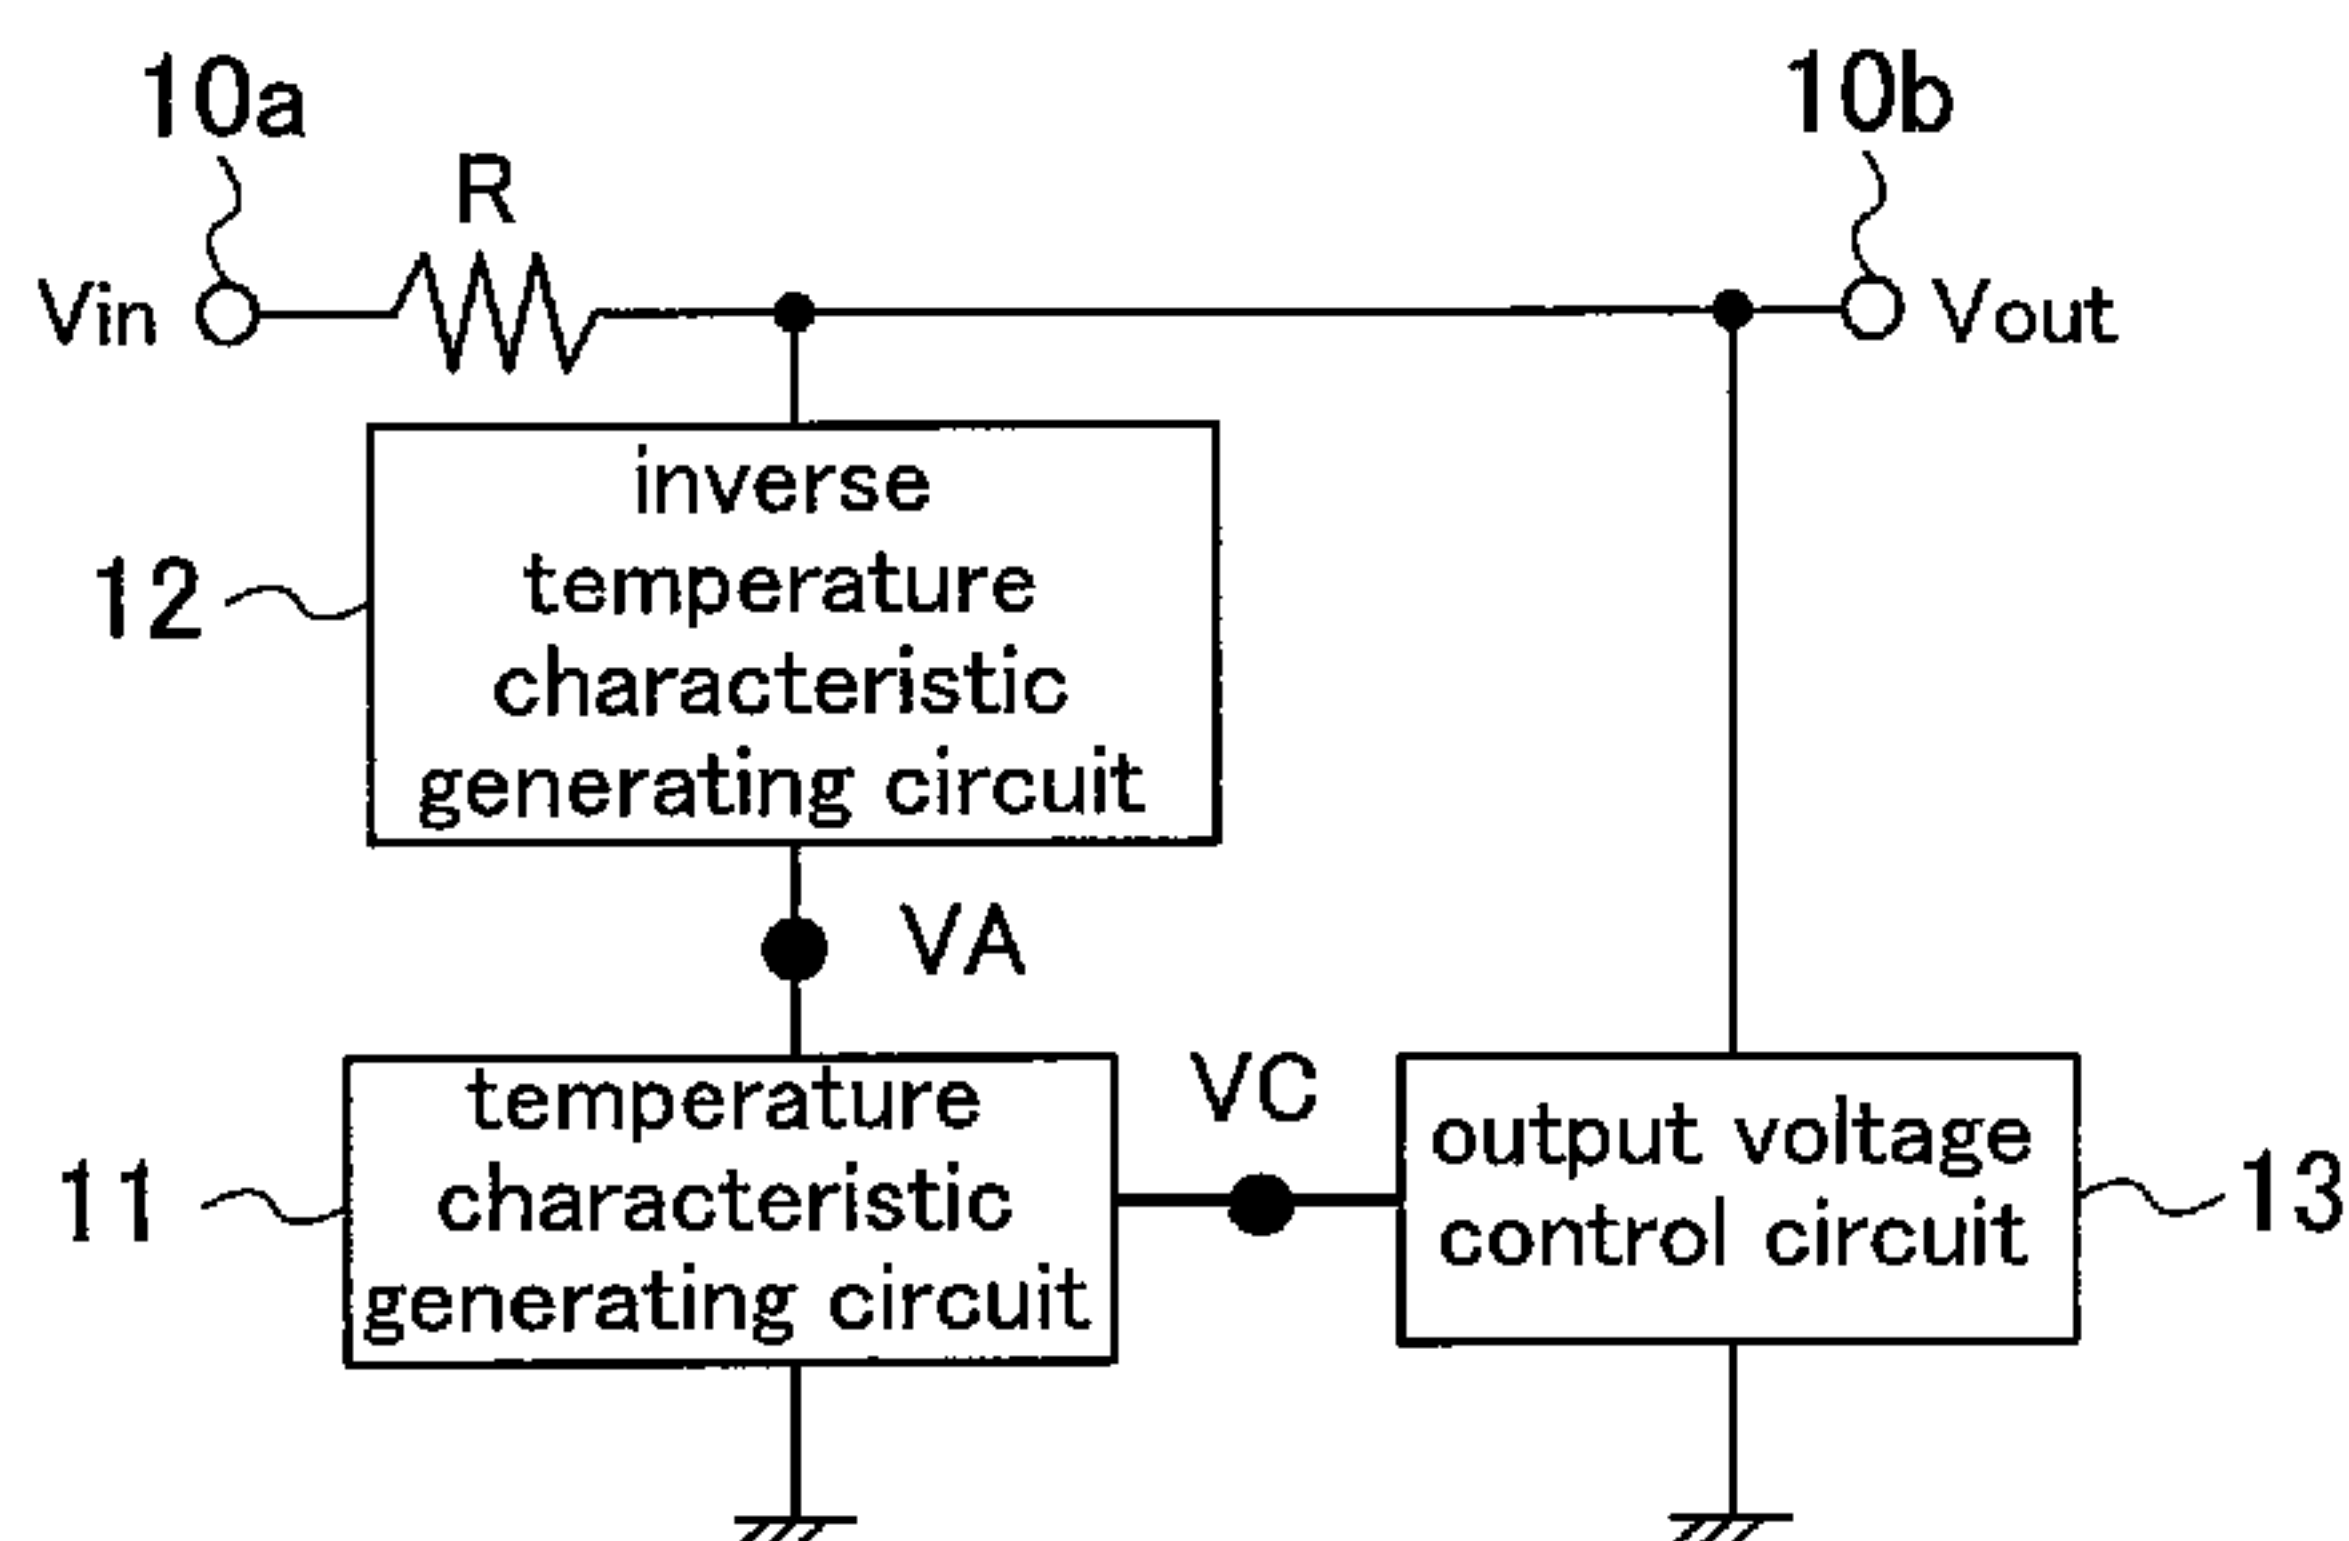 10a
10b
R
Vin
Vout
inverse
temperature
characteristic
generating circuit
12
VA
temperature
characteristic
generating circuit
11
VC
output voltage
control circuit
13